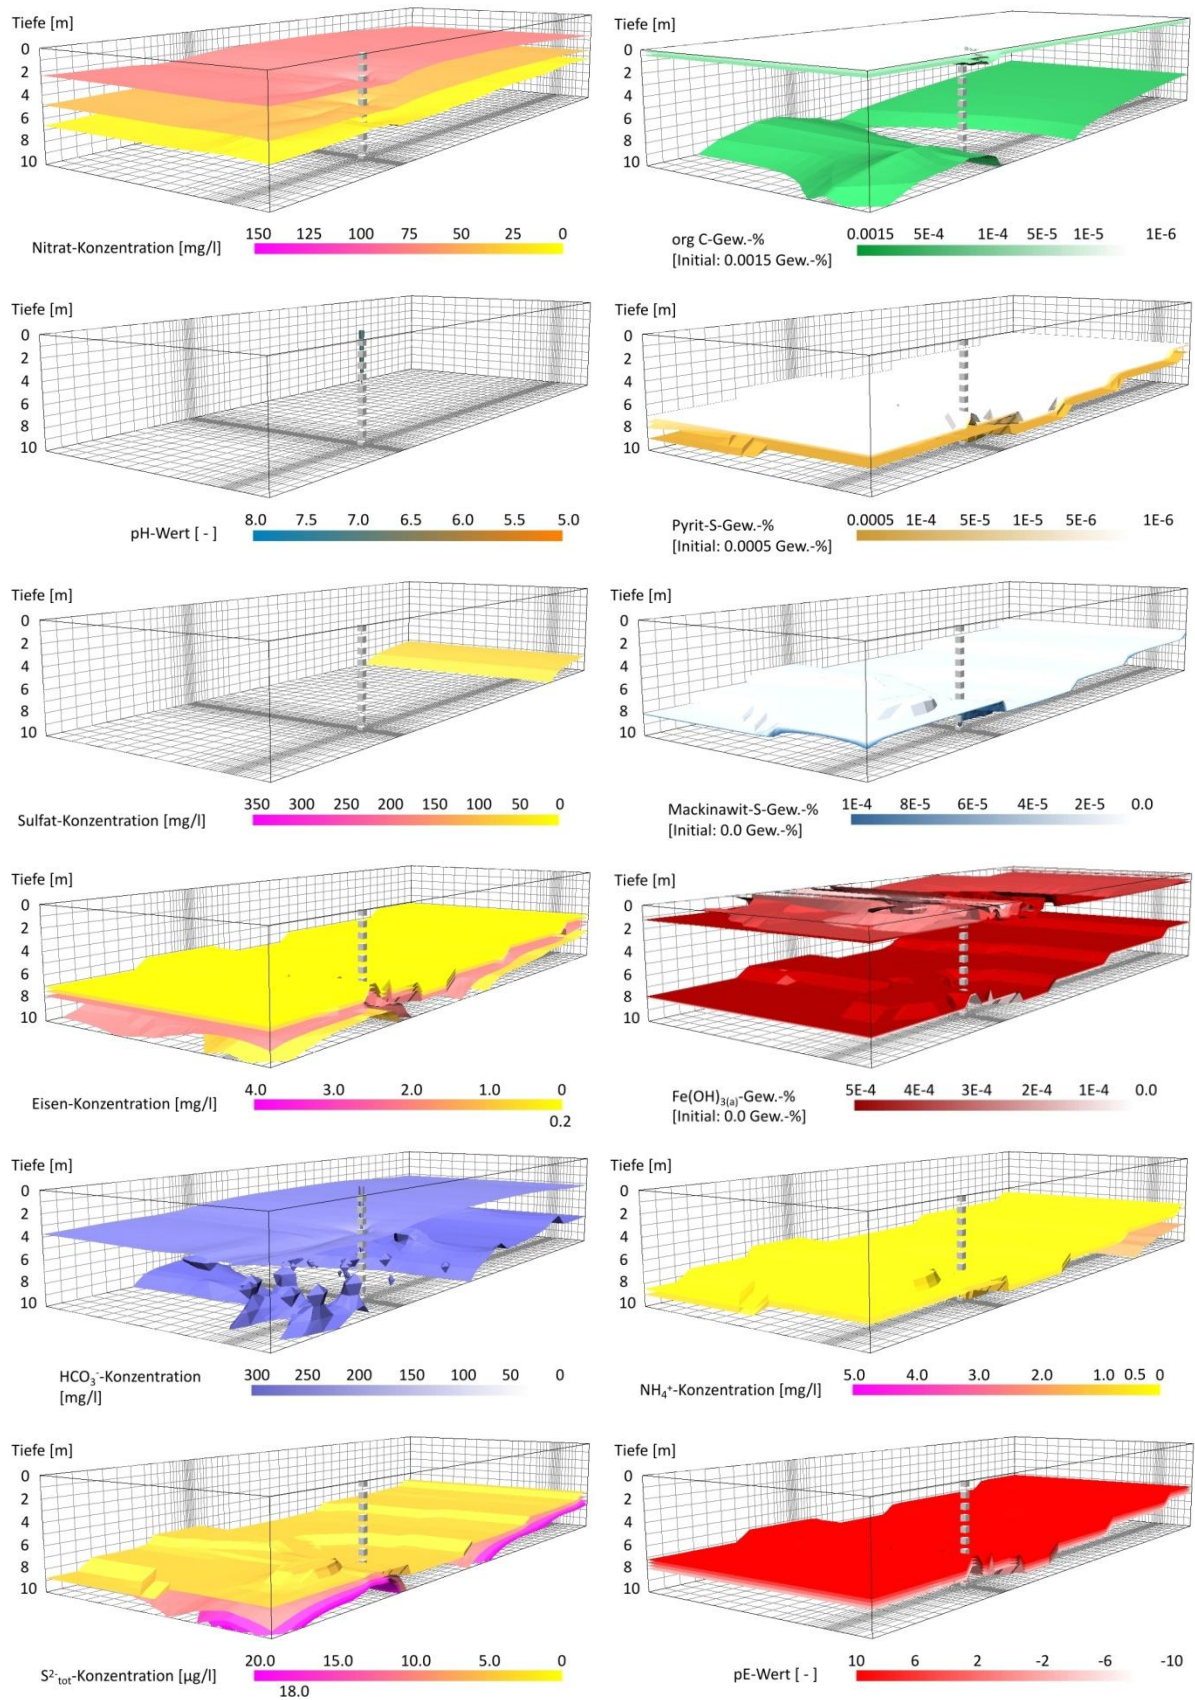 Tiefe [m]
0
2
4
6
8
10
150 125 100 75 50 25 0
Nitrat-Konzentration [mg/l]
Tiefe [m]
0
2
4
6
8
10
0.0015 5E-4 1E-4 5E-5 1E-5 1E-6
org C-Gew.-%
[Initial: 0.0015 Gew.-%]
Tiefe [m]
0
2
4
6
8
10
8.0 7.5 7.0 6.5 6.0 5.5 5.0
pH-Wert [ - ]
Tiefe [m]
0
2
4
6
8
10
0.0005 1E-4 5E-5 1E-5 5E-6 1E-6
Pyrit-S-Gew.-%
[Initial: 0.0005 Gew.-%]
Tiefe [m]
0
2
4
6
8
10
350 300 250 200 150 100 50 0
Sulfat-Konzentration [mg/l]
Tiefe [m]
0
2
4
6
8
10
1E-4 8E-5 6E-5 4E-5 2E-5 0.0
Mackinawit-S-Gew.-%
[Initial: 0.0 Gew.-%]
Tiefe [m]
0
2
4
6
8
10
4.0 3.0 2.0 1.0 0
Eisen-Konzentration [mg/l]
0.2
Tiefe [m]
0
2
4
6
8
10
5E-4 4E-4 3E-4 2E-4 1E-4 0.0
Fe(OH)3(a)-Gew.-%
[Initial: 0.0 Gew.-%]
Tiefe [m]
0
2
4
6
8
10
300 250 200 150 100 50 0
HCO₃⁻-Konzentration
[mg/l]
Tiefe [m]
0
2
4
6
8
10
5.0 4.0 3.0 2.0 1.0 0.5 0
NH₄⁺-Konzentration [mg/l]
Tiefe [m]
0
2
4
6
8
10
20.0 15.0 10.0 5.0 0
S²⁻tot-Konzentration [µg/l]
18.0
Tiefe [m]
0
2
4
6
8
10
10 6 2 -2 -6 -10
pE-Wert [ - ]